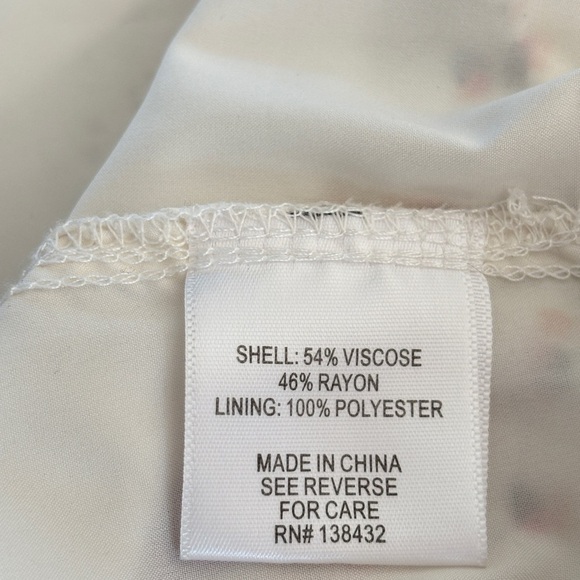 SHELL: 54% VISCOSE
46% RAYON
LINING: 100% POLYESTER
MADE IN CHINA
SEE REVERSE
FOR CARE
RN# 138432